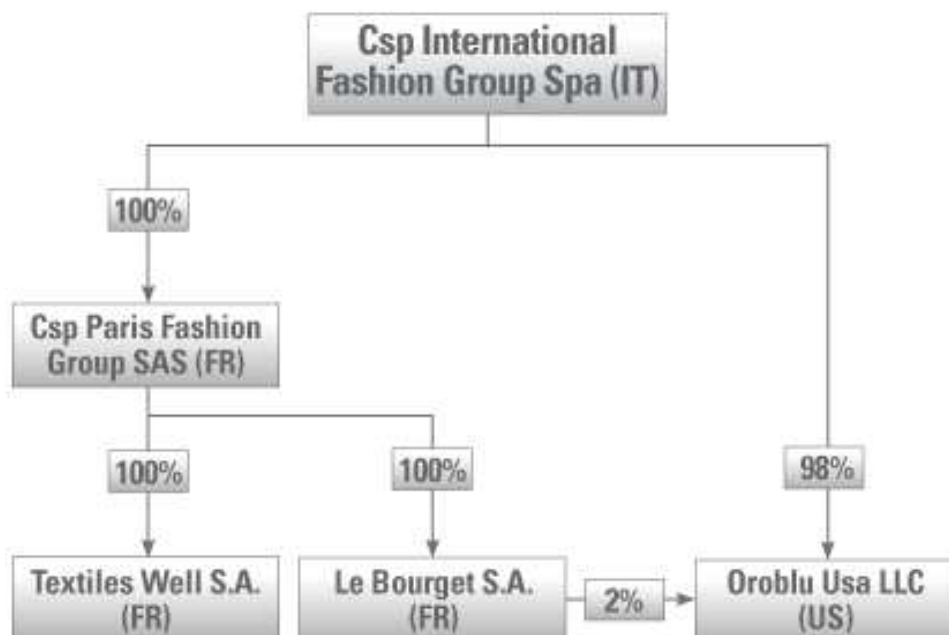 Csp International
Fashion Group Spa (IT)
100%
Csp Paris Fashion
Group SAS (FR)
100%
100%
98%
Textiles Well S.A.
(FR)
Le Bourget S.A.
(FR)
2%
Oroblu Usa LLC
(US)